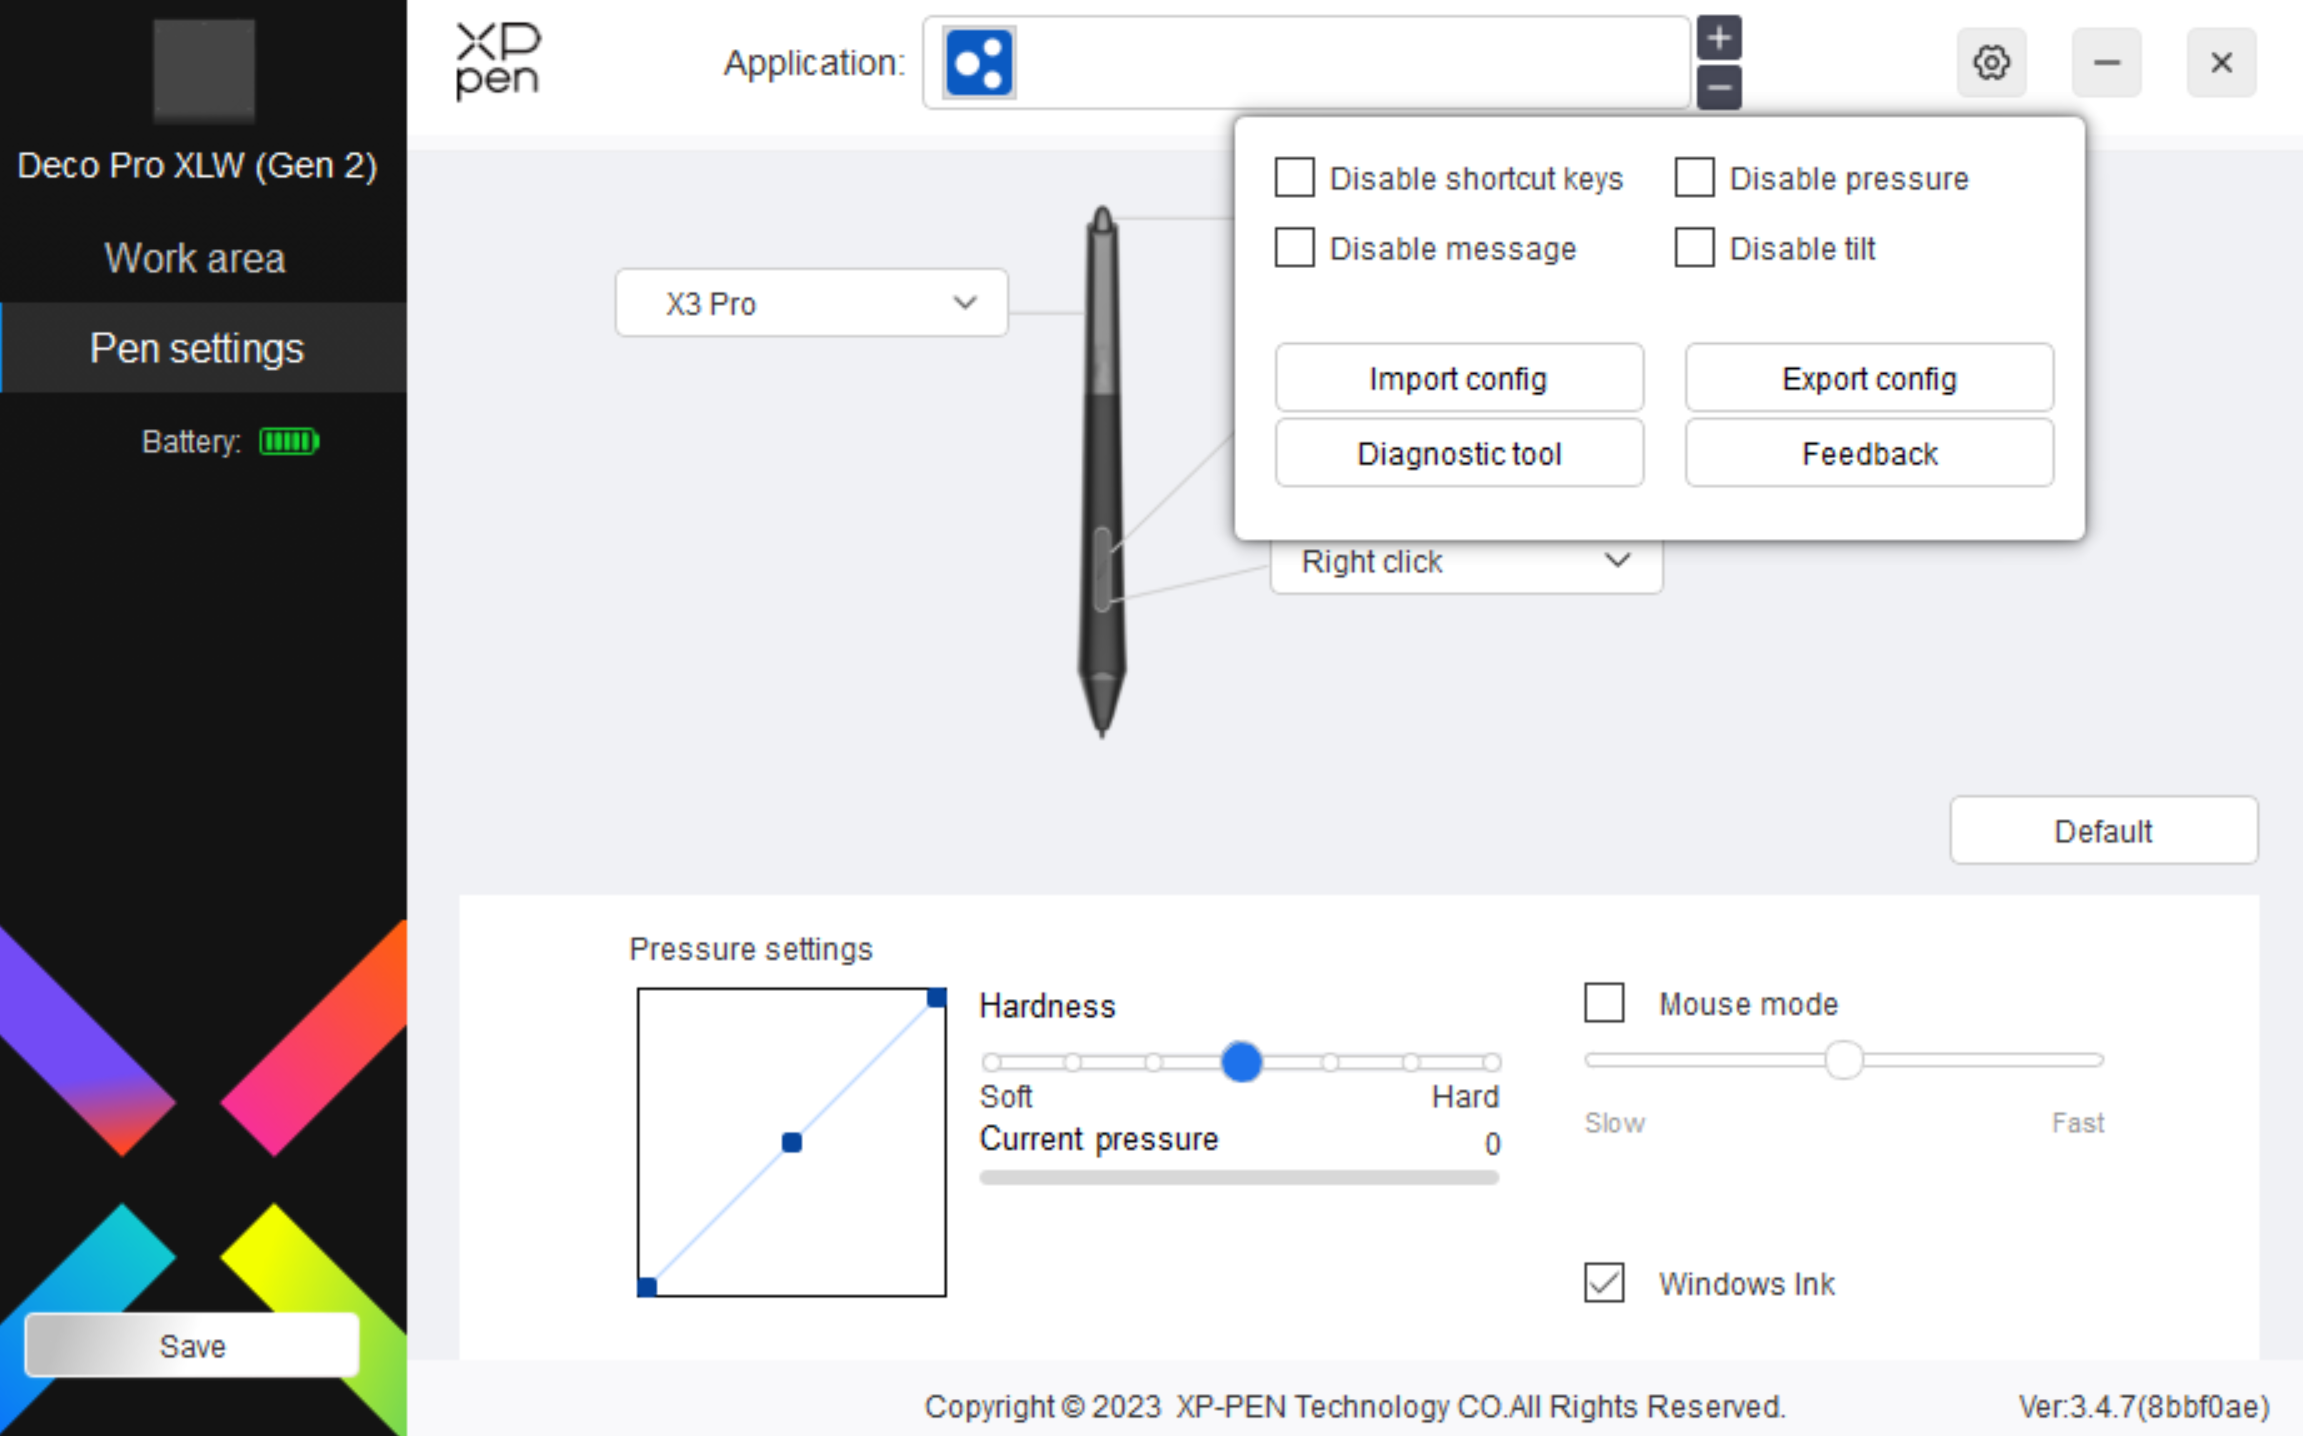 Deco Pro XLW (Gen 2)
Work area
Pen settings
Battery:
Save
XP
pen
Application:
Disable shortcut keys
Disable pressure
Disable message
Disable tilt
Import config
Export config
Diagnostic tool
Feedback
X3 Pro
Right click
Default
Pressure settings
Hardness
Soft
Hard
Current pressure
0
Mouse mode
Slow
Fast
Windows Ink
Copyright © 2023 XP-PEN Technology CO.All Rights Reserved.
Ver:3.4.7(8bbf0ae)